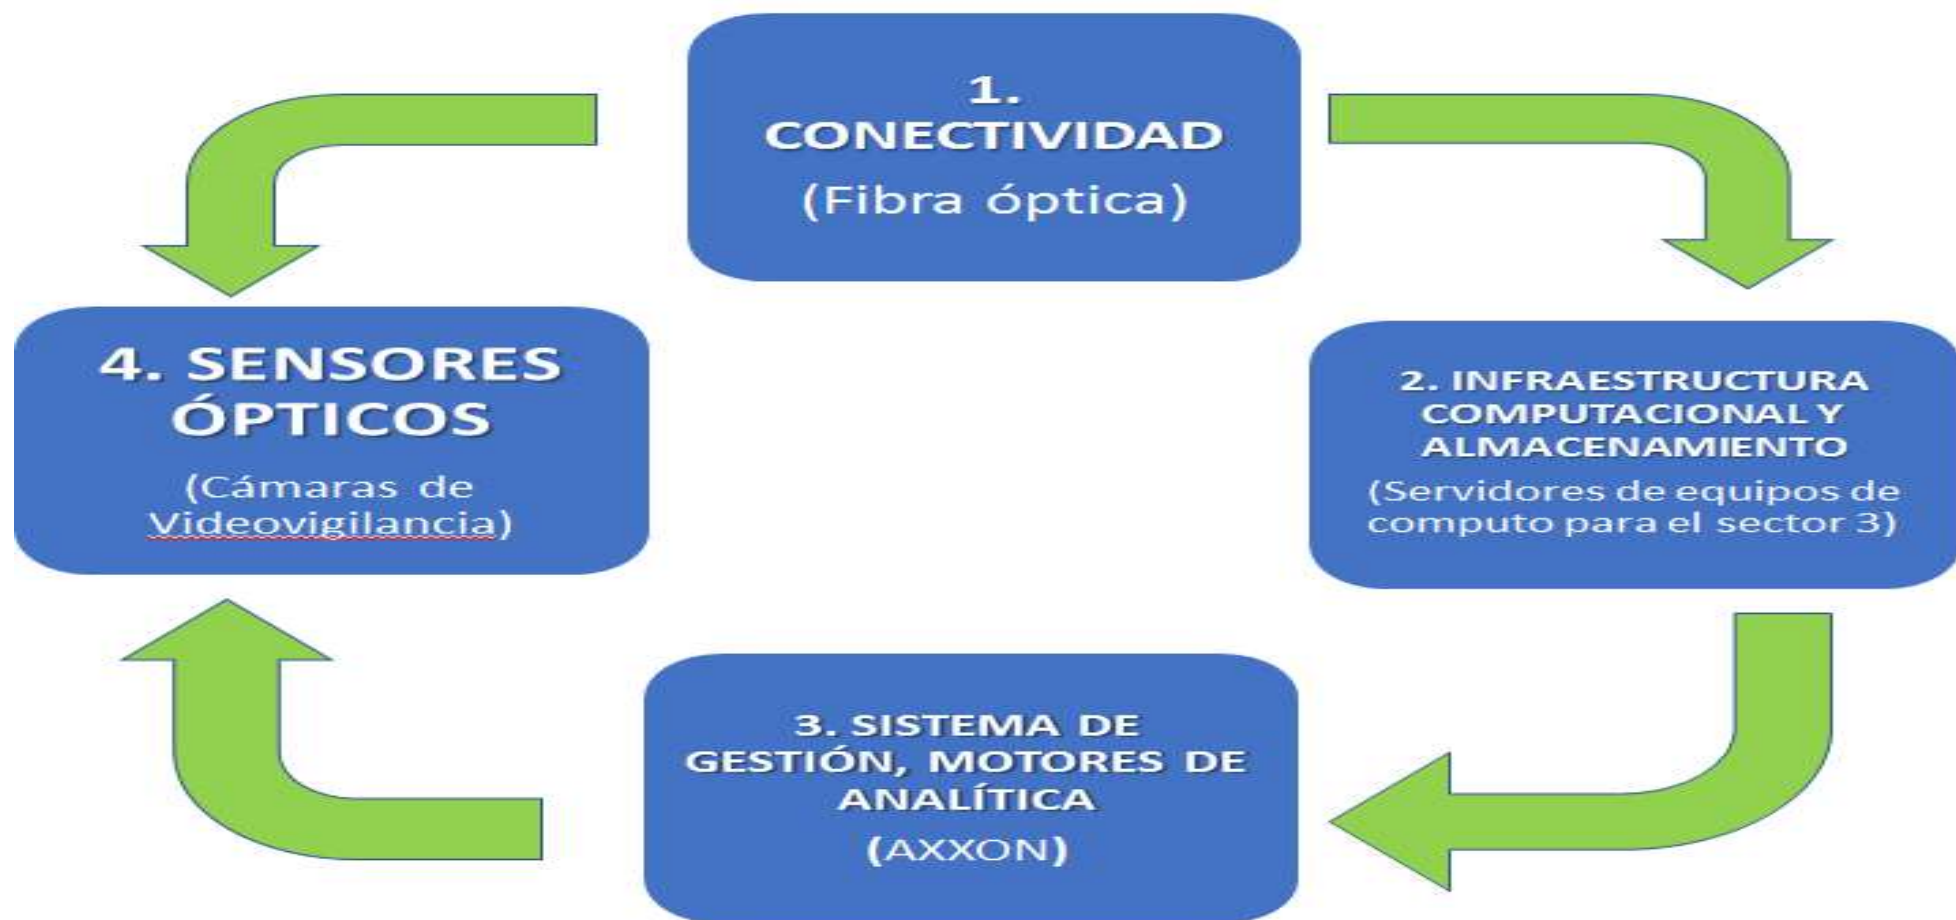 1.
CONECTIVIDAD
(Fibra óptica)
2. INFRAESTRUCTURA
COMPUTACIONAL Y
ALMACENAMIENTO
(Servidores de equipos de
computo para el sector 3)
3. SISTEMA DE
GESTIÓN, MOTORES DE
ANALÍTICA
(AXXON)
4. SENSORES
ÓPTICOS
(Cámaras de
Videovigilancia)